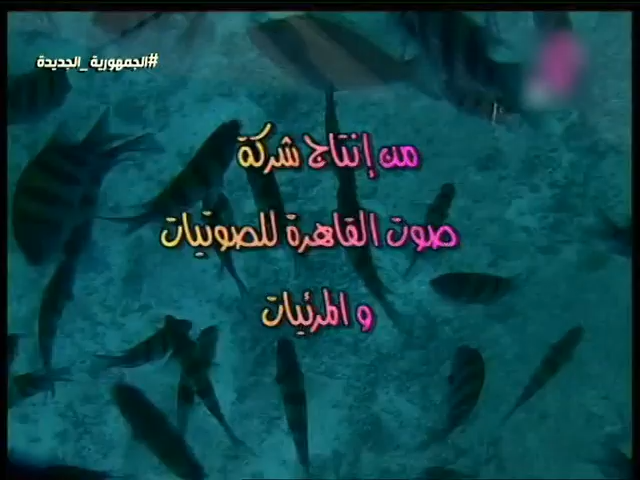 #الجمهورية_الجديدة
من إنتاج شركة
صوت القاهرة للصوتيات
و المرئيات